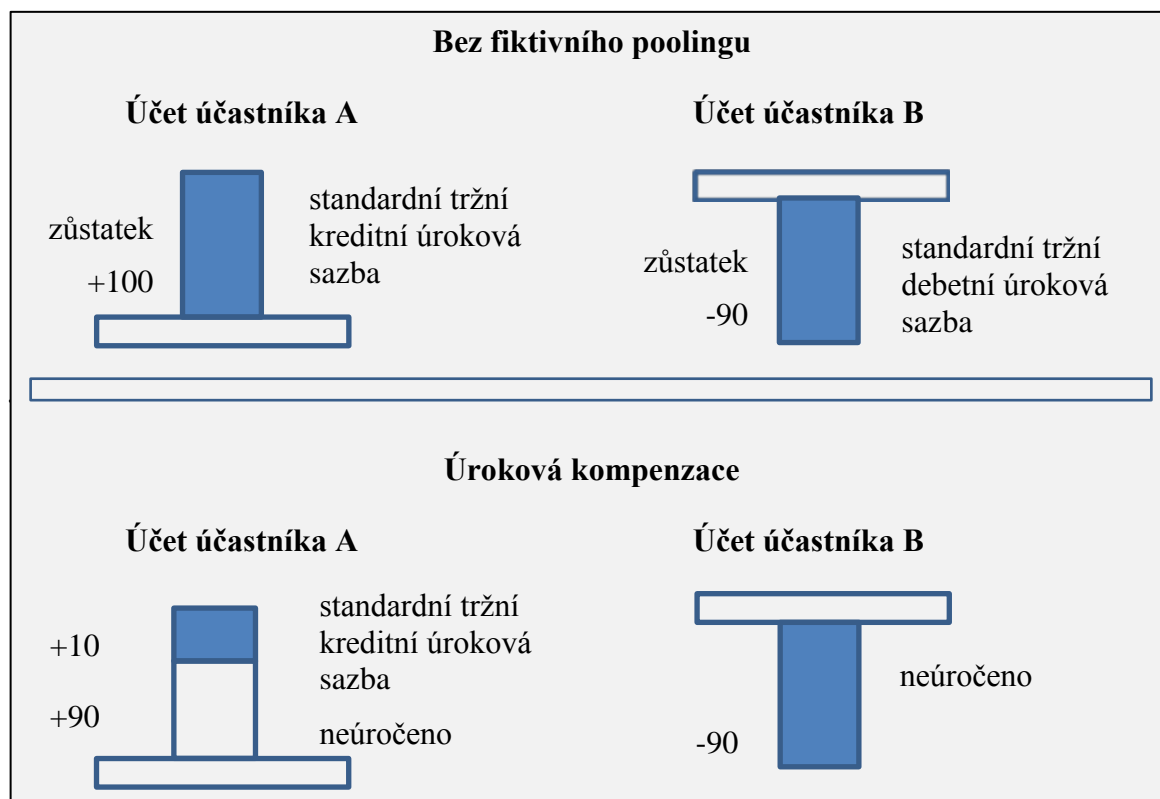 Bez fiktivního poolingu
Účet účastníka A
Účet účastníka B
zůstatek
+100
standardní tržní
kreditní úroková
sazba
zůstatek
-90
standardní tržní
debetní úroková
sazba
Úroková kompenzace
Účet účastníka A
Účet účastníka B
+10
+90
standardní tržní
kreditní úroková
sazba
neúročeno
-90
neúročeno